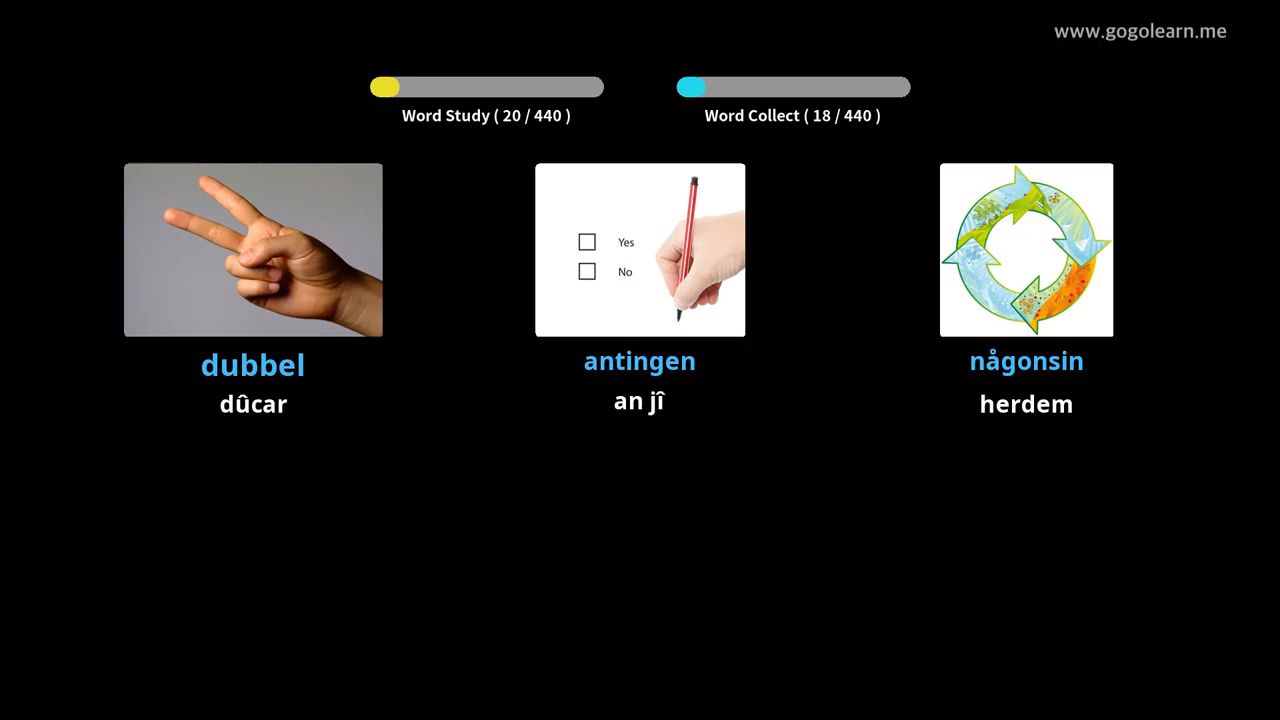 www.gogolearn.me
Word Study ( 20 / 440 )
Word Collect ( 18 / 440 )
Yes
No
dubbel
dûcar
antingen
an jî
någonsin
herdem